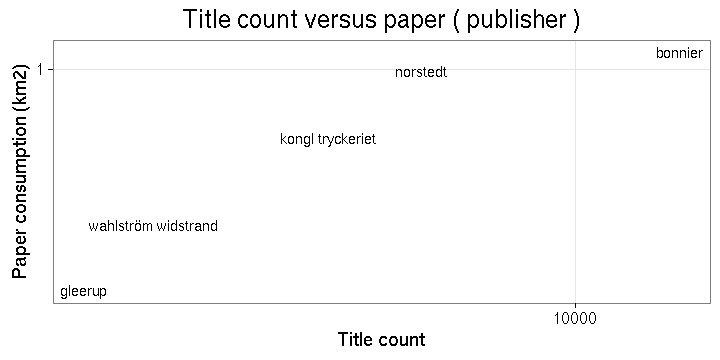 Title count versus paper ( publisher )
bonnier
norstedt
1
kongl tryckeriet
Paper consumption (km2)
wahlström widstrand
gleerup
10000
Title count